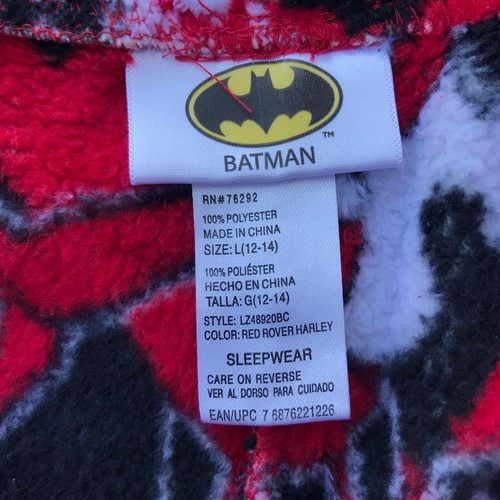 TM
BATMAN
RN#76292
100% POLYESTER
MADE IN CHINA
SIZE: L(12-14)
100% POLIÉSTER
HECHO EN CHINA
TALLA: G(12-14)
STYLE: LZ48920BC
COLOR: RED ROVER HARLEY
SLEEPWEAR
CARE ON REVERSE
VER AL DORSO PARA CUIDADO
EAN/UPC 7 6876221226